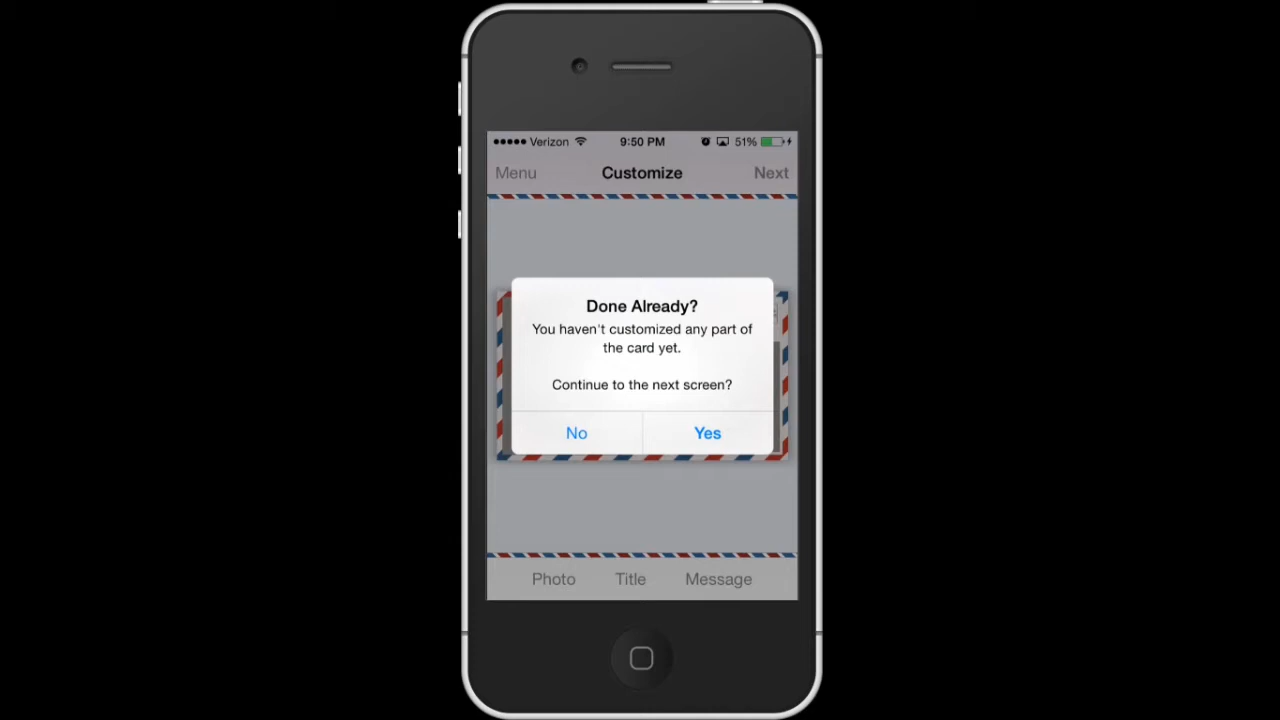 Verizon 9:50 PM 51%
Menu Customize Next
Done Already?
You haven't customized any part of
the card yet.
Continue to the next screen?
No Yes
Photo Title Message